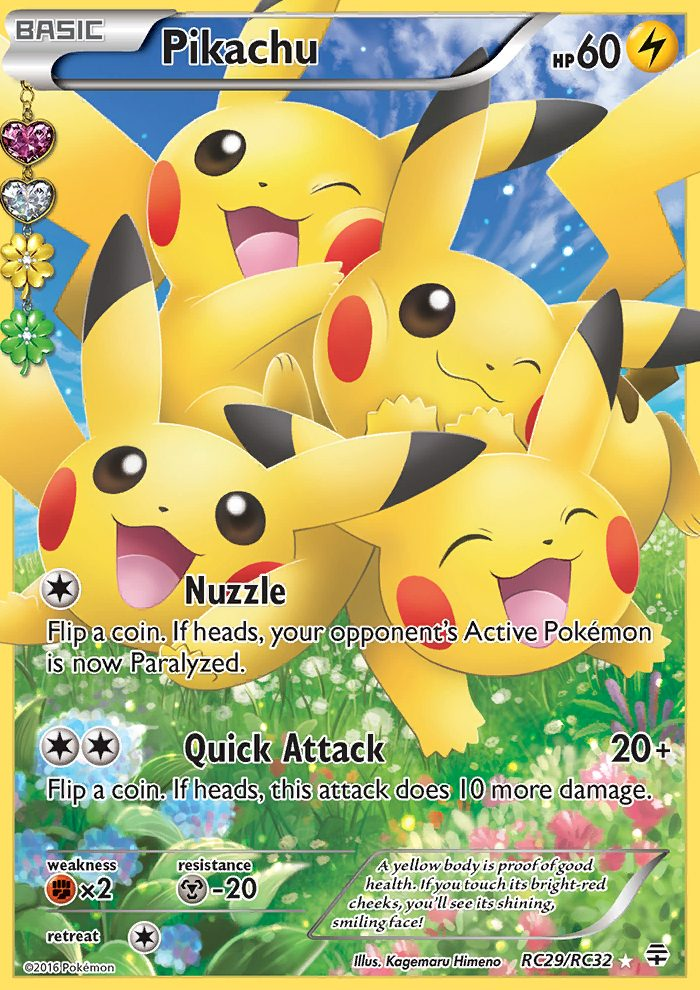 BASIC
Pikachu
HP60
Nuzzle
Flip a coin. If heads, your opponent's Active Pokémon
is now Paralyzed.
Quick Attack 20+
Flip a coin. If heads, this attack does 10 more damage.
weakness resistance
×2 -20
A yellow body is proof of good
health. If you touch its bright-red
cheeks, you'll see its shining,
smiling face!
retreat
©2016 Pokémon Illus. Kagemaru Himeno RC29/RC32